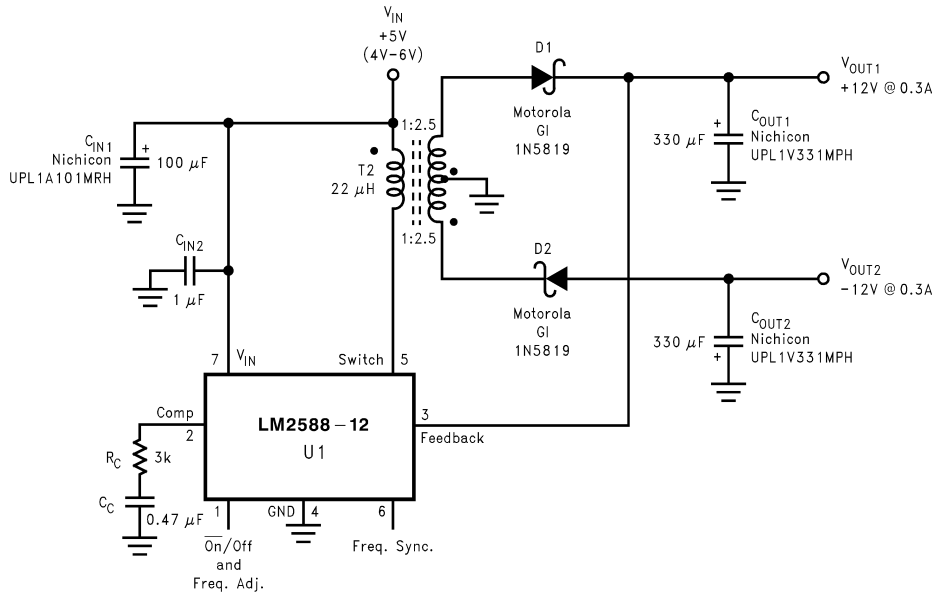 V_IN
+5V
(4V-6V)
C_IN1
Nichicon
UPL1A101MRH
+
100 μF
1:2.5
T2
22 μH
1:2.5
D1
Motorola
GI
1N5819
V_OUT1
+12V @ 0.3A
+
330 μF
C_OUT1
Nichicon
UPL1V331MPH
C_IN2
1 μF
D2
Motorola
GI
1N5819
V_OUT2
-12V @ 0.3A
330 μF
+
C_OUT2
Nichicon
UPL1V331MPH
7
V_IN
Switch
5
Comp
2
LM2588-12
U1
3
Feedback
R_C
3k
C_C
0.47 μF
1
GND
4
6
O̅n̅/Off
and
Freq. Adj.
Freq. Sync.